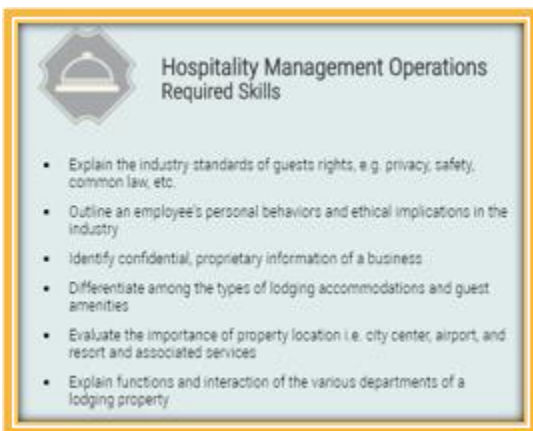 Hospitality Management Operations
Required Skills
• Explain the industry standards of guests rights, e.g. privacy, safety,
common law, etc.
• Outline an employee's personal behaviors and ethical implications in the
industry
• Identify confidential, proprietary information of a business
• Differentiate among the types of lodging accommodations and guest
amenities
• Evaluate the importance of property location i.e. city center, airport, and
resort and associated services
• Explain functions and interaction of the various departments of a
lodging property